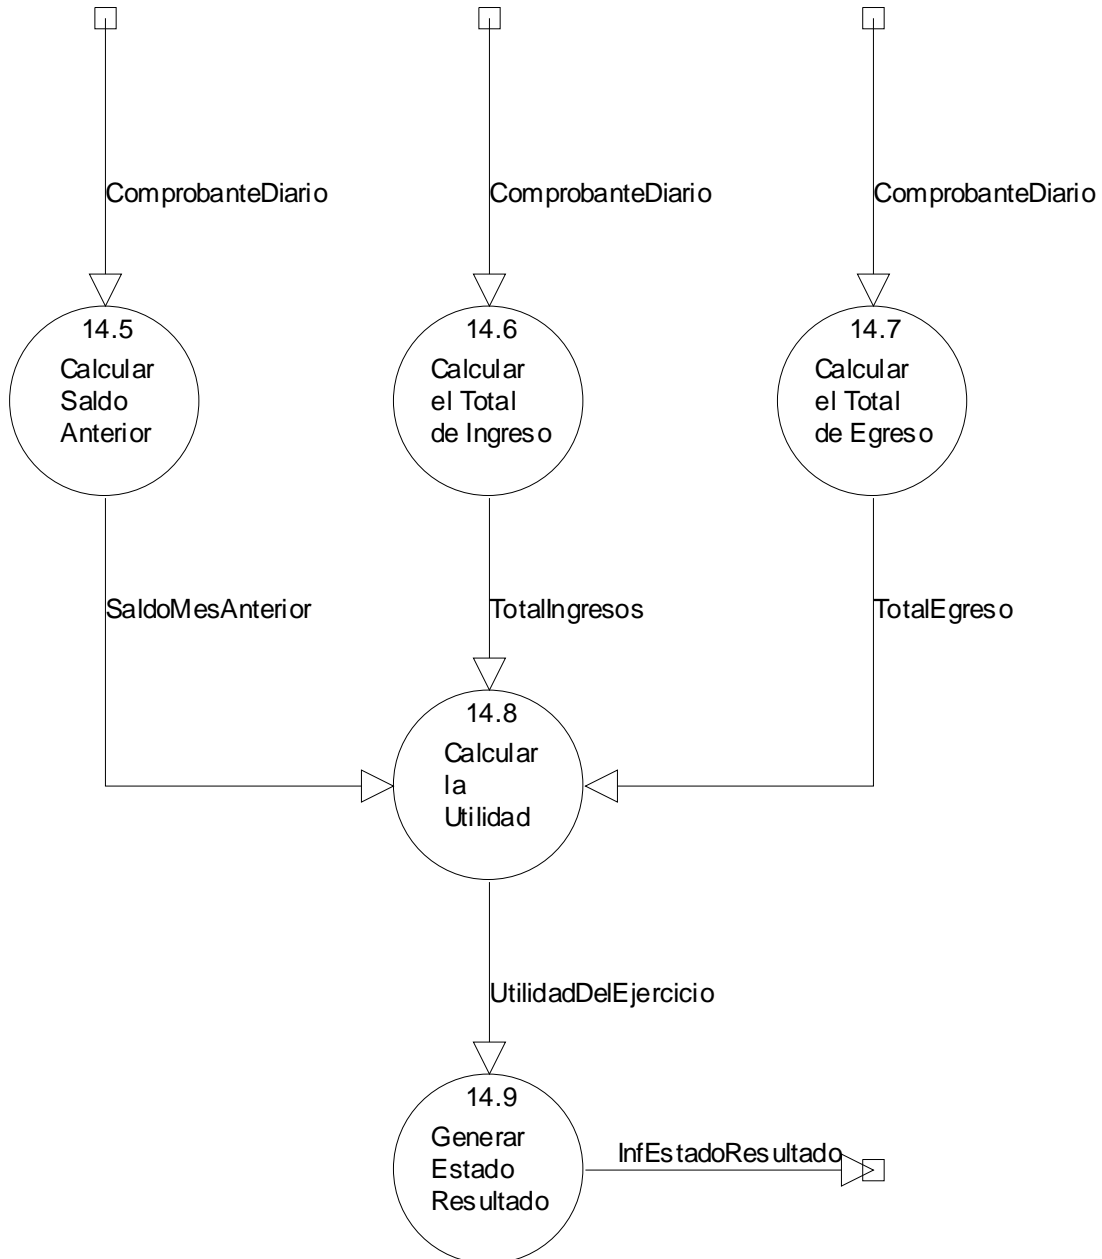 ComprobanteDiario
ComprobanteDiario
ComprobanteDiario
14.5
Calcular
Saldo
Anterior
14.6
Calcular
el Total
de Ingreso
14.7
Calcular
el Total
de Egreso
SaldoMesAnterior
TotalIngresos
TotalEgreso
14.8
Calcular
la
Utilidad
UtilidadDelEjercicio
14.9
Generar
Estado
Resultado
InfEstadoResultado